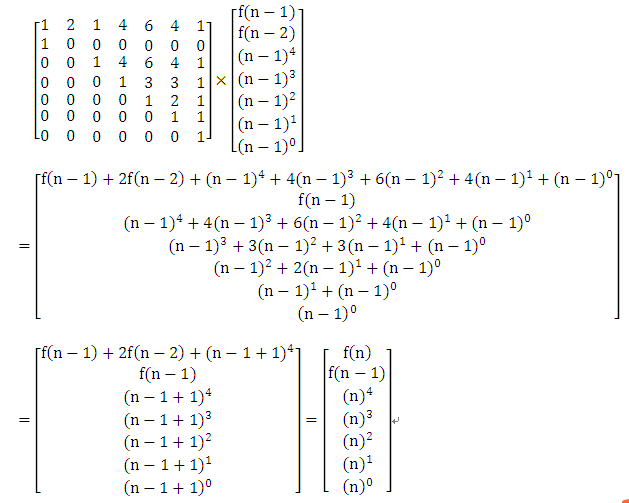 1 2 1 4 6 4 1 f(n − 1)
1 0 0 0 0 0 0 f(n − 2)
0 0 1 4 6 4 1 (n − 1)⁴
0 0 0 1 3 3 1 × (n − 1)³
0 0 0 0 1 2 1 (n − 1)²
0 0 0 0 0 1 1 (n − 1)¹
0 0 0 0 0 0 1 (n − 1)⁰
f(n − 1) + 2f(n − 2) + (n − 1)⁴ + 4(n − 1)³ + 6(n − 1)² + 4(n − 1)¹ + (n − 1)⁰
f(n − 1)
(n − 1)⁴ + 4(n − 1)³ + 6(n − 1)² + 4(n − 1)¹ + (n − 1)⁰
= (n − 1)³ + 3(n − 1)² + 3(n − 1)¹ + (n − 1)⁰
(n − 1)² + 2(n − 1)¹ + (n − 1)⁰
(n − 1)¹ + (n − 1)⁰
(n − 1)⁰
f(n − 1) + 2f(n − 2) + (n − 1 + 1)⁴ f(n)
f(n − 1) f(n − 1)
(n − 1 + 1)⁴ (n)⁴
= (n − 1 + 1)³ = (n)³
(n − 1 + 1)² (n)²
(n − 1 + 1)¹ (n)¹
(n − 1 + 1)⁰ (n)⁰